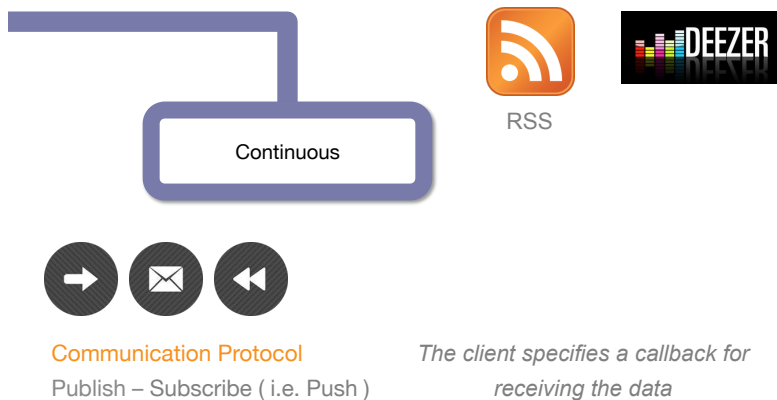 DEEZER
RSS
Continuous
Communication Protocol
Publish – Subscribe ( i.e. Push )
The client specifies a callback for
receiving the data